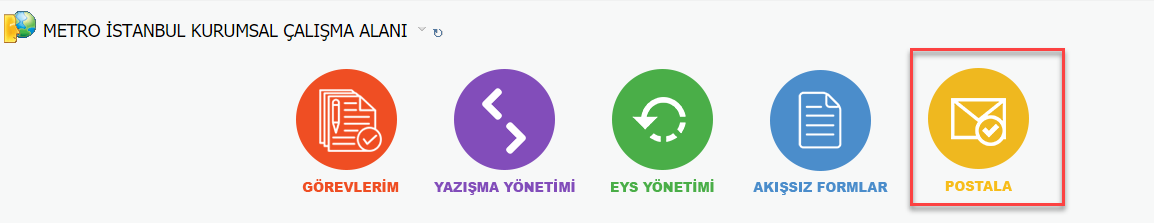 METRO İSTANBUL KURUMSAL ÇALIŞMA ALANI
GÖREVLERİM YAZIŞMA YÖNETİMİ EYS YÖNETİMİ AKIŞSIZ FORMLAR POSTALA